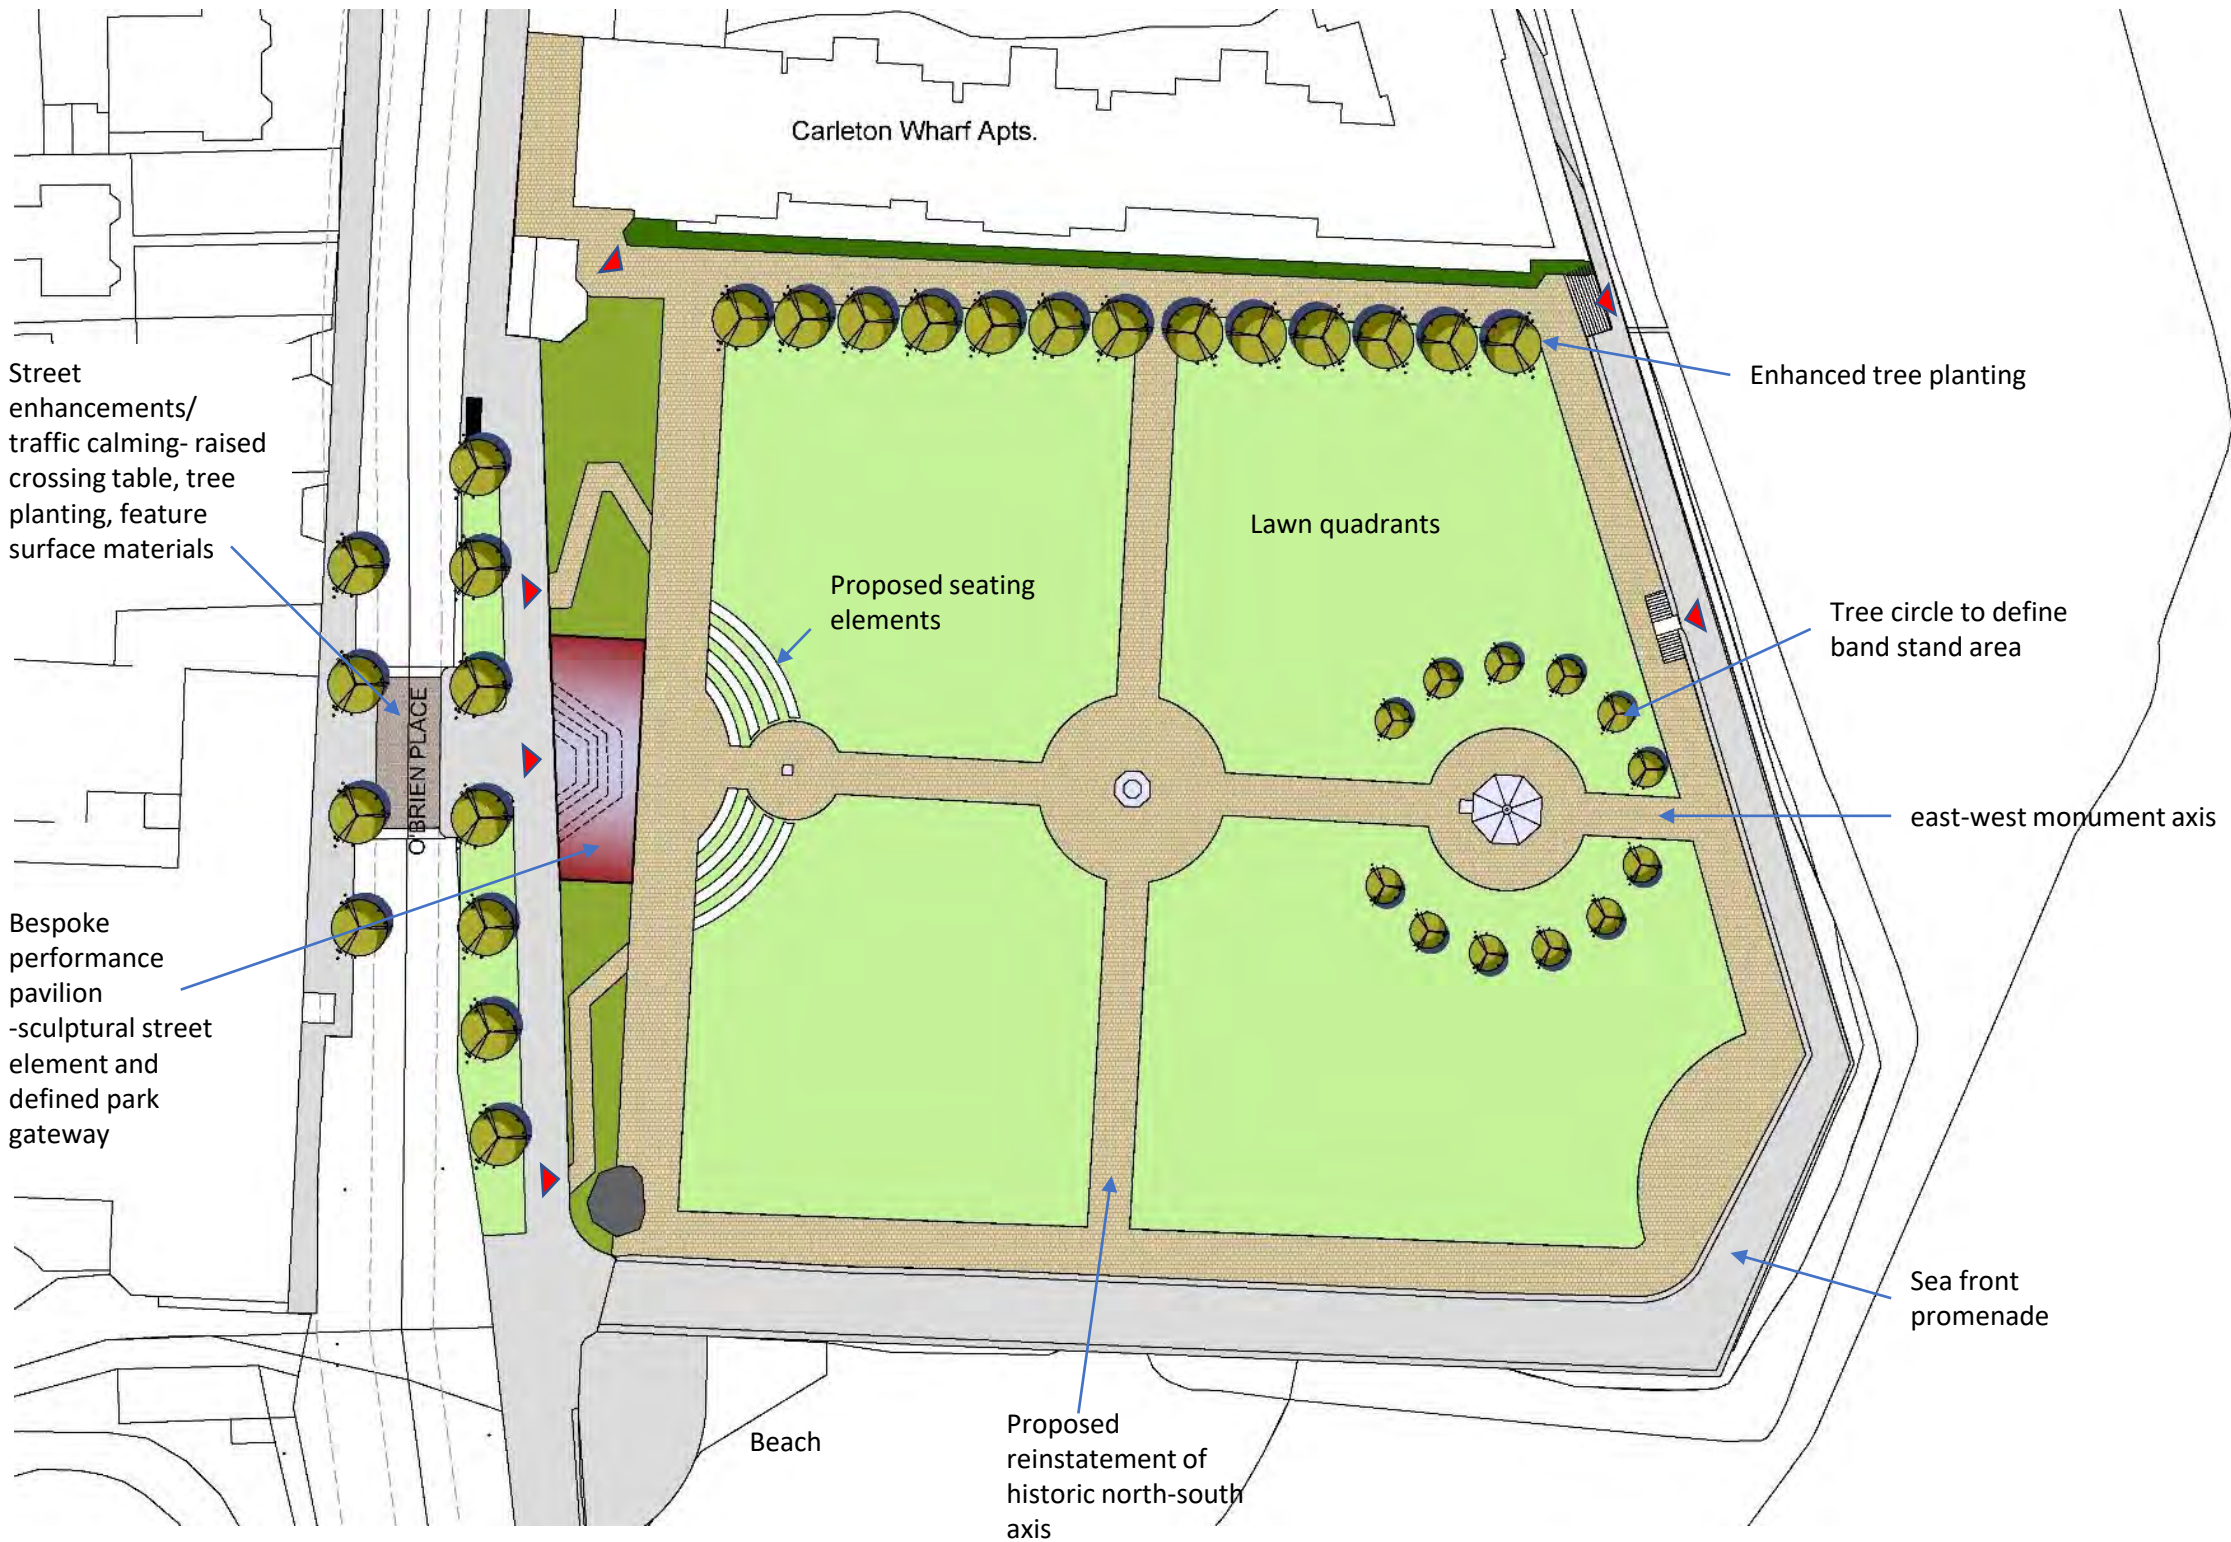 Carleton Wharf Apts.
Street
enhancements/
traffic calming- raised
crossing table, tree
planting, feature
surface materials
Enhanced tree planting
Lawn quadrants
Proposed seating
elements
Tree circle to define
band stand area
O'BRIEN PLACE
east-west monument axis
Bespoke
performance
pavilion
-sculptural street
element and
defined park
gateway
Sea front
promenade
Beach
Proposed
reinstatement of
historic north-south
axis